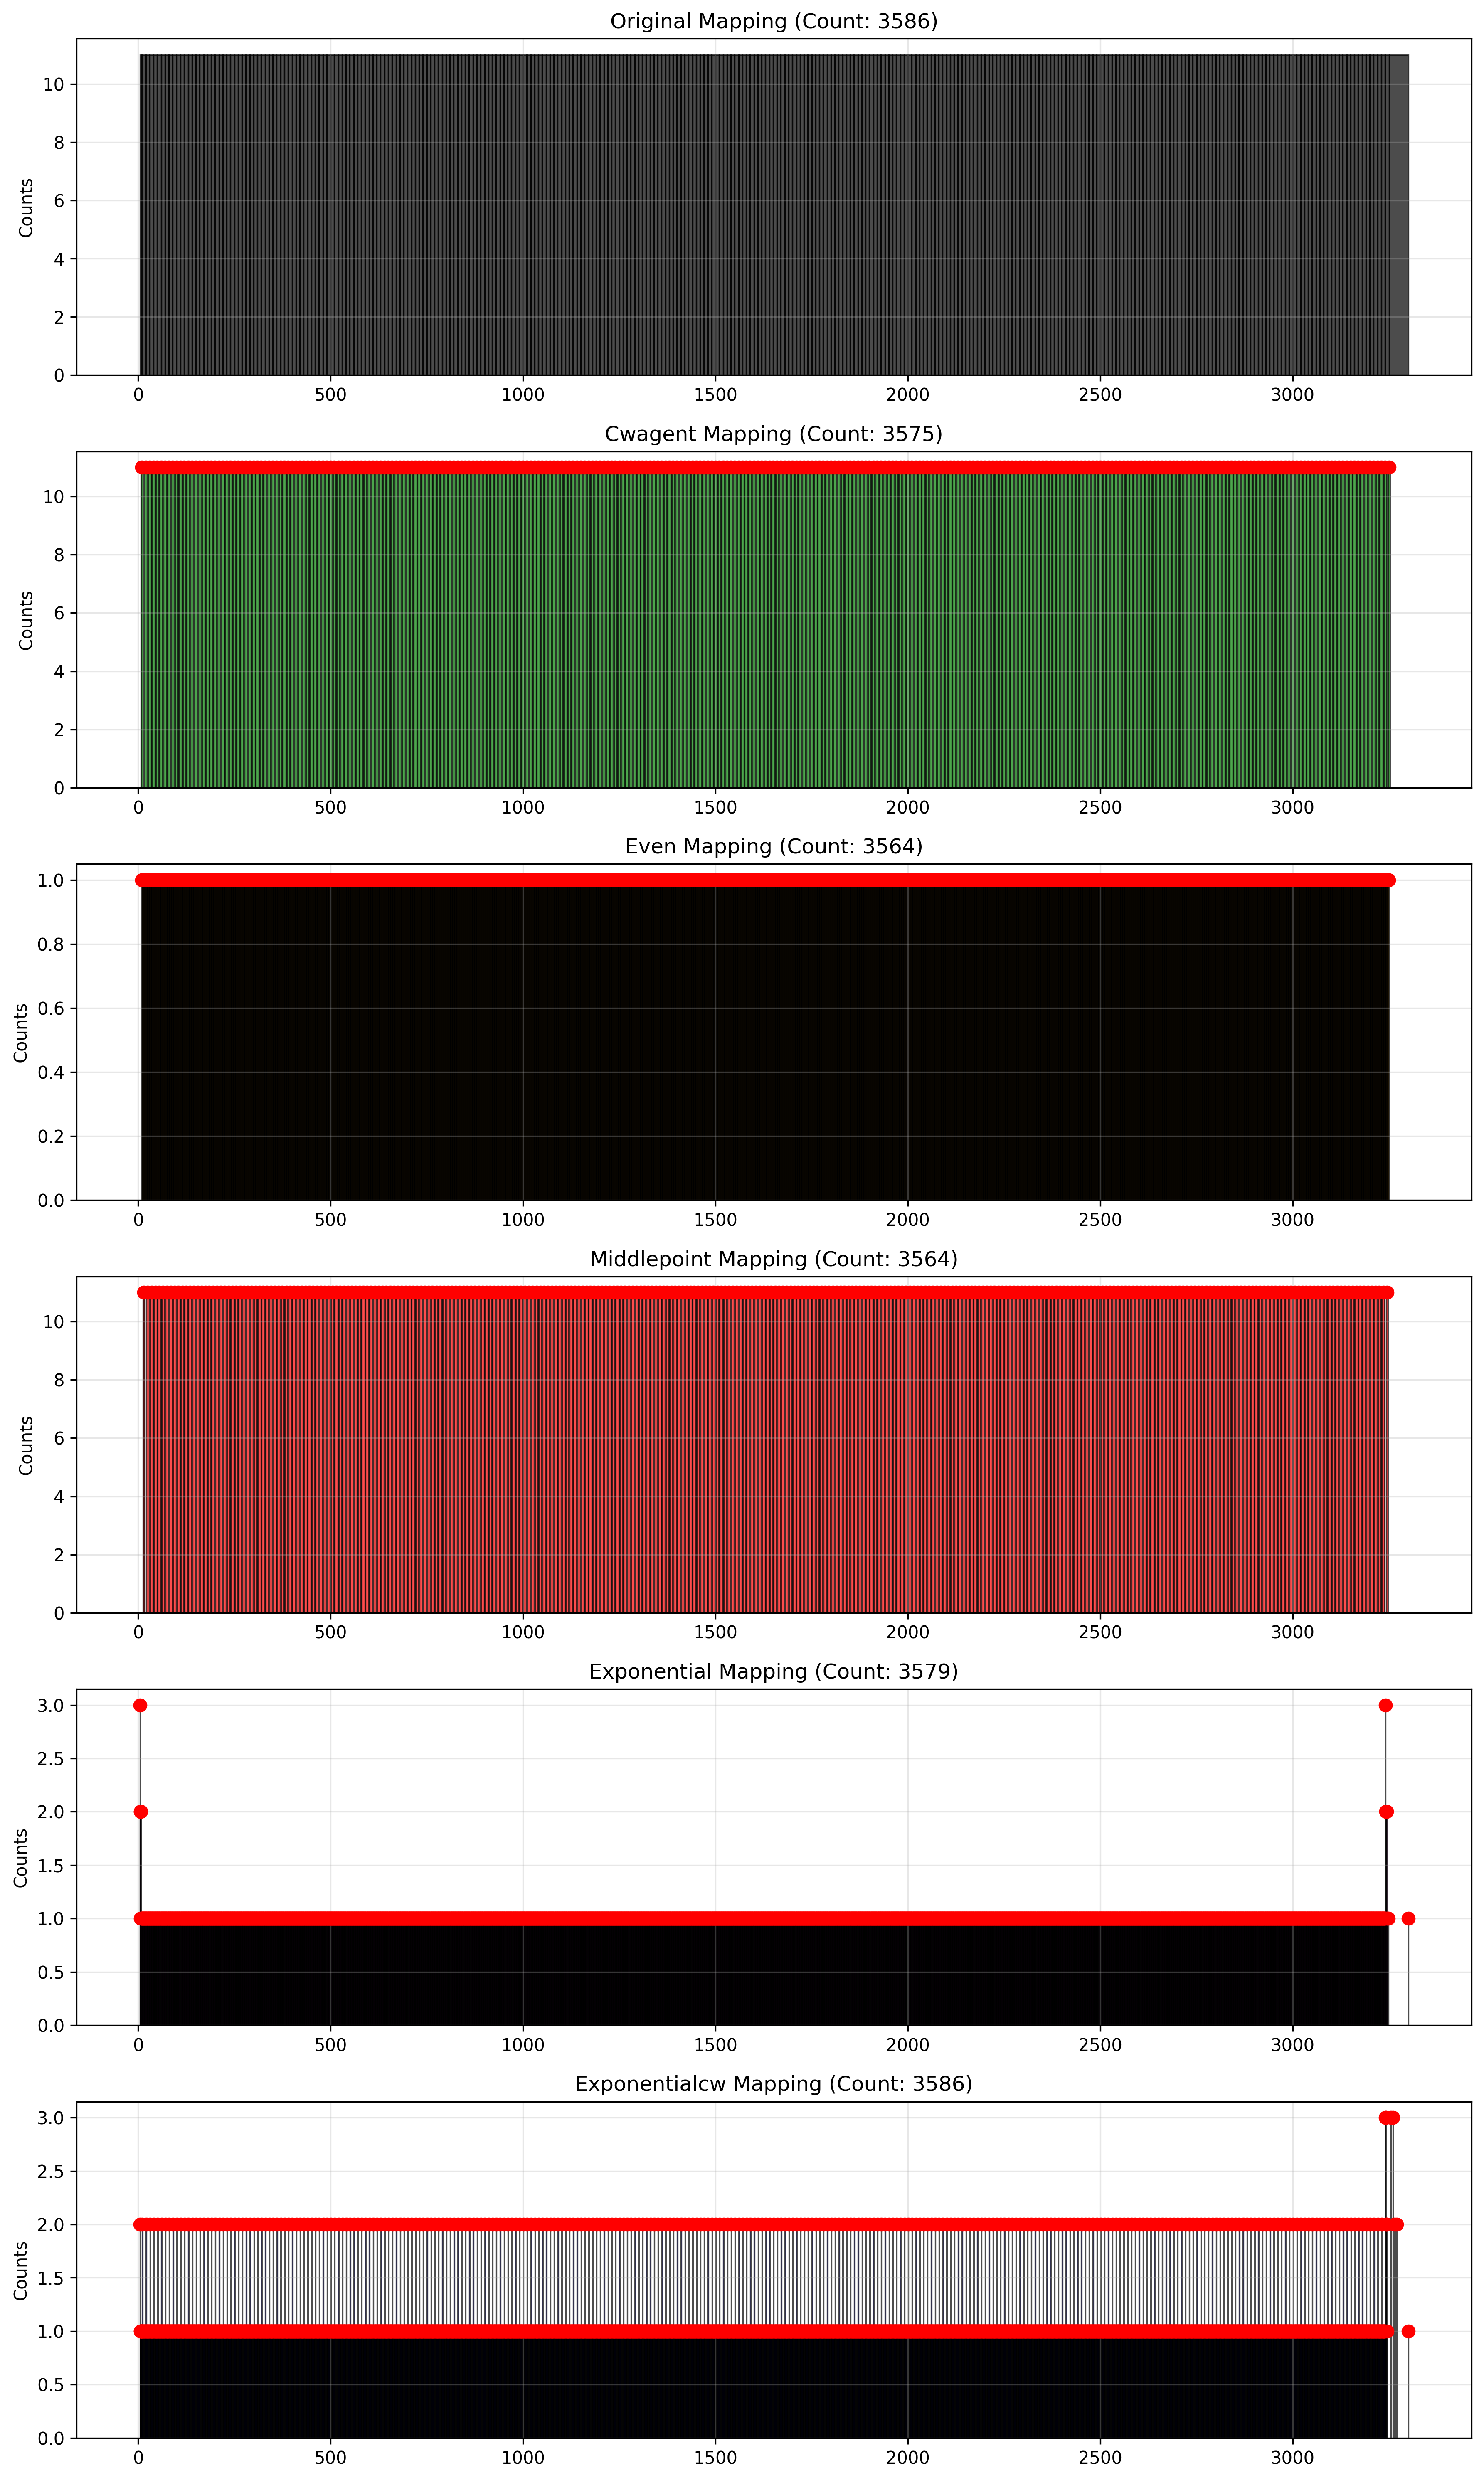 Original Mapping (Count: 3586)
10
8
6
4
2
0
Counts
0 500 1000 1500 2000 2500 3000
Cwagent Mapping (Count: 3575)
10
8
6
4
2
0
Counts
0 500 1000 1500 2000 2500 3000
Even Mapping (Count: 3564)
1.0
0.8
0.6
0.4
0.2
0.0
Counts
0 500 1000 1500 2000 2500 3000
Middlepoint Mapping (Count: 3564)
10
8
6
4
2
0
Counts
0 500 1000 1500 2000 2500 3000
Exponential Mapping (Count: 3579)
3.0
2.5
2.0
1.5
1.0
0.5
0.0
Counts
0 500 1000 1500 2000 2500 3000
Exponentialcw Mapping (Count: 3586)
3.0
2.5
2.0
1.5
1.0
0.5
0.0
Counts
0 500 1000 1500 2000 2500 3000